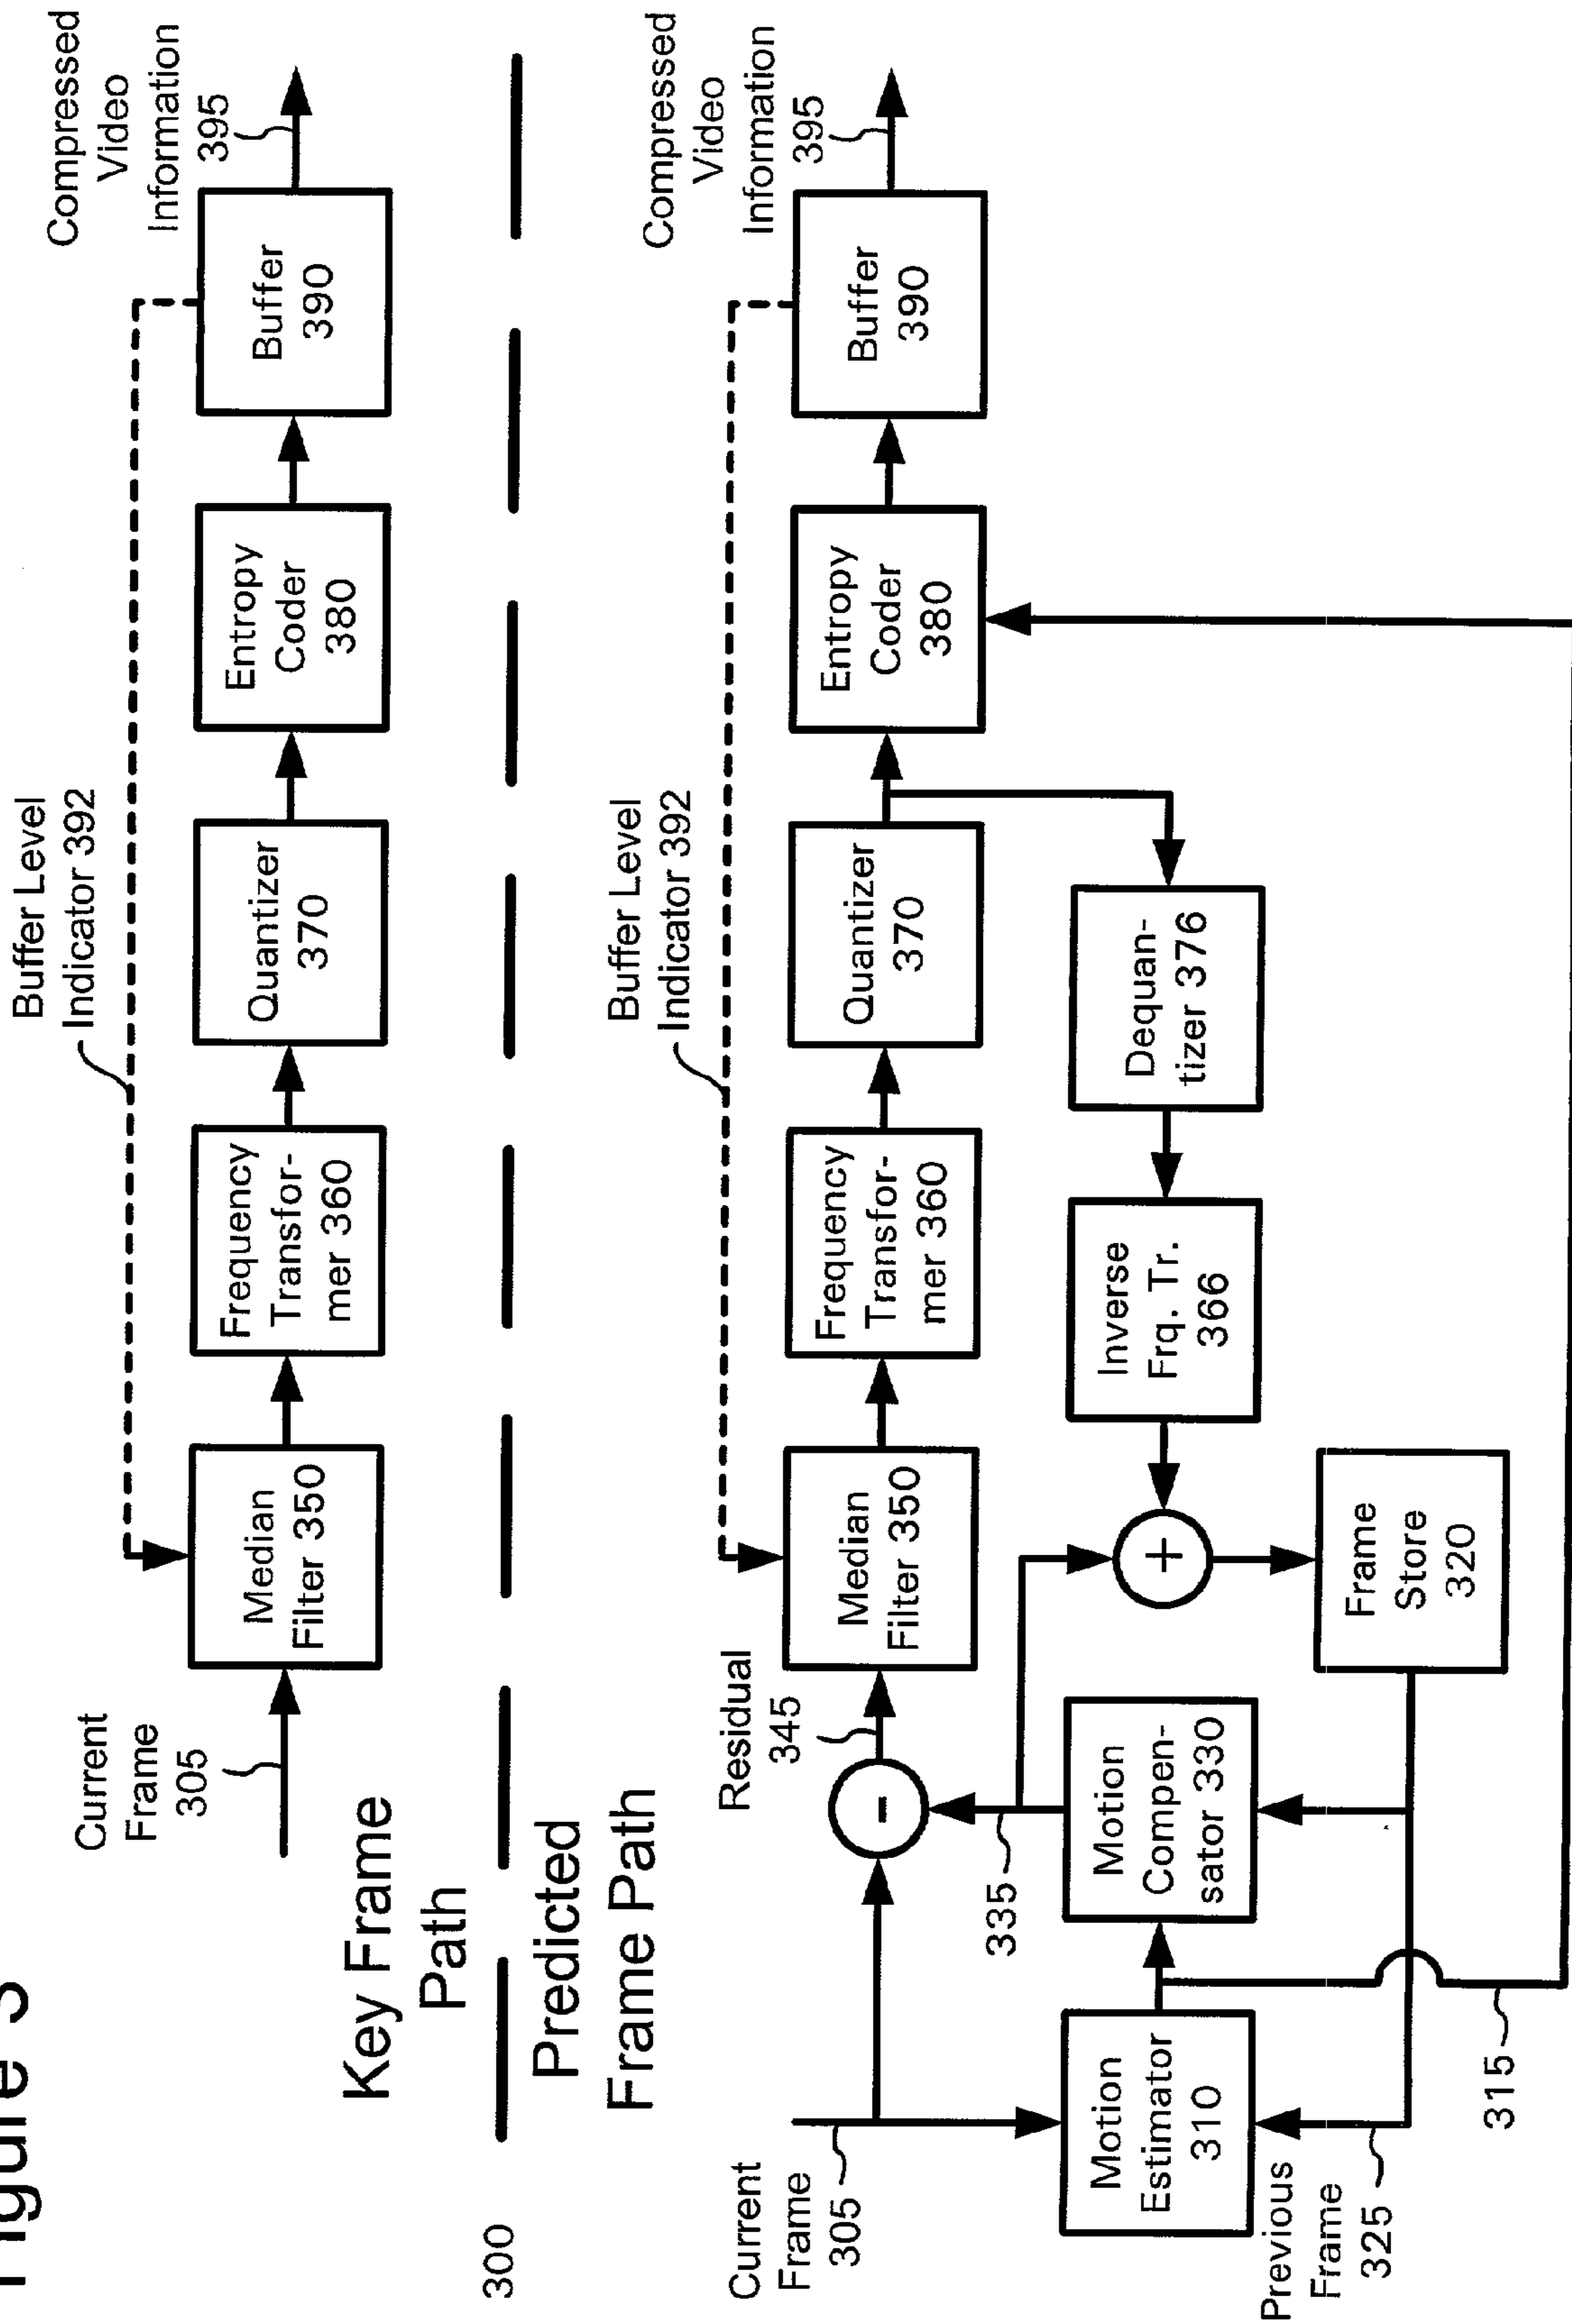 Figure 3
Key Frame
Path
Current
Frame
305
Median
Filter 350
Frequency
Transfor-
mer 360
Quantizer
370
Entropy
Coder
380
Buffer
390
Buffer Level
Indicator 392
Compressed
Video
Information
395
300
Predicted
Frame Path
Current
Frame
305
-
Residual
345
Median
Filter 350
Frequency
Transfor-
mer 360
Quantizer
370
Entropy
Coder
380
Buffer
390
Buffer Level
Indicator 392
Compressed
Video
Information
395
335
+
Inverse
Frq. Tr.
366
Dequan-
tizer 376
Motion
Estimator
310
Motion
Compen-
sator 330
Frame
Store
320
Previous
Frame
325
315